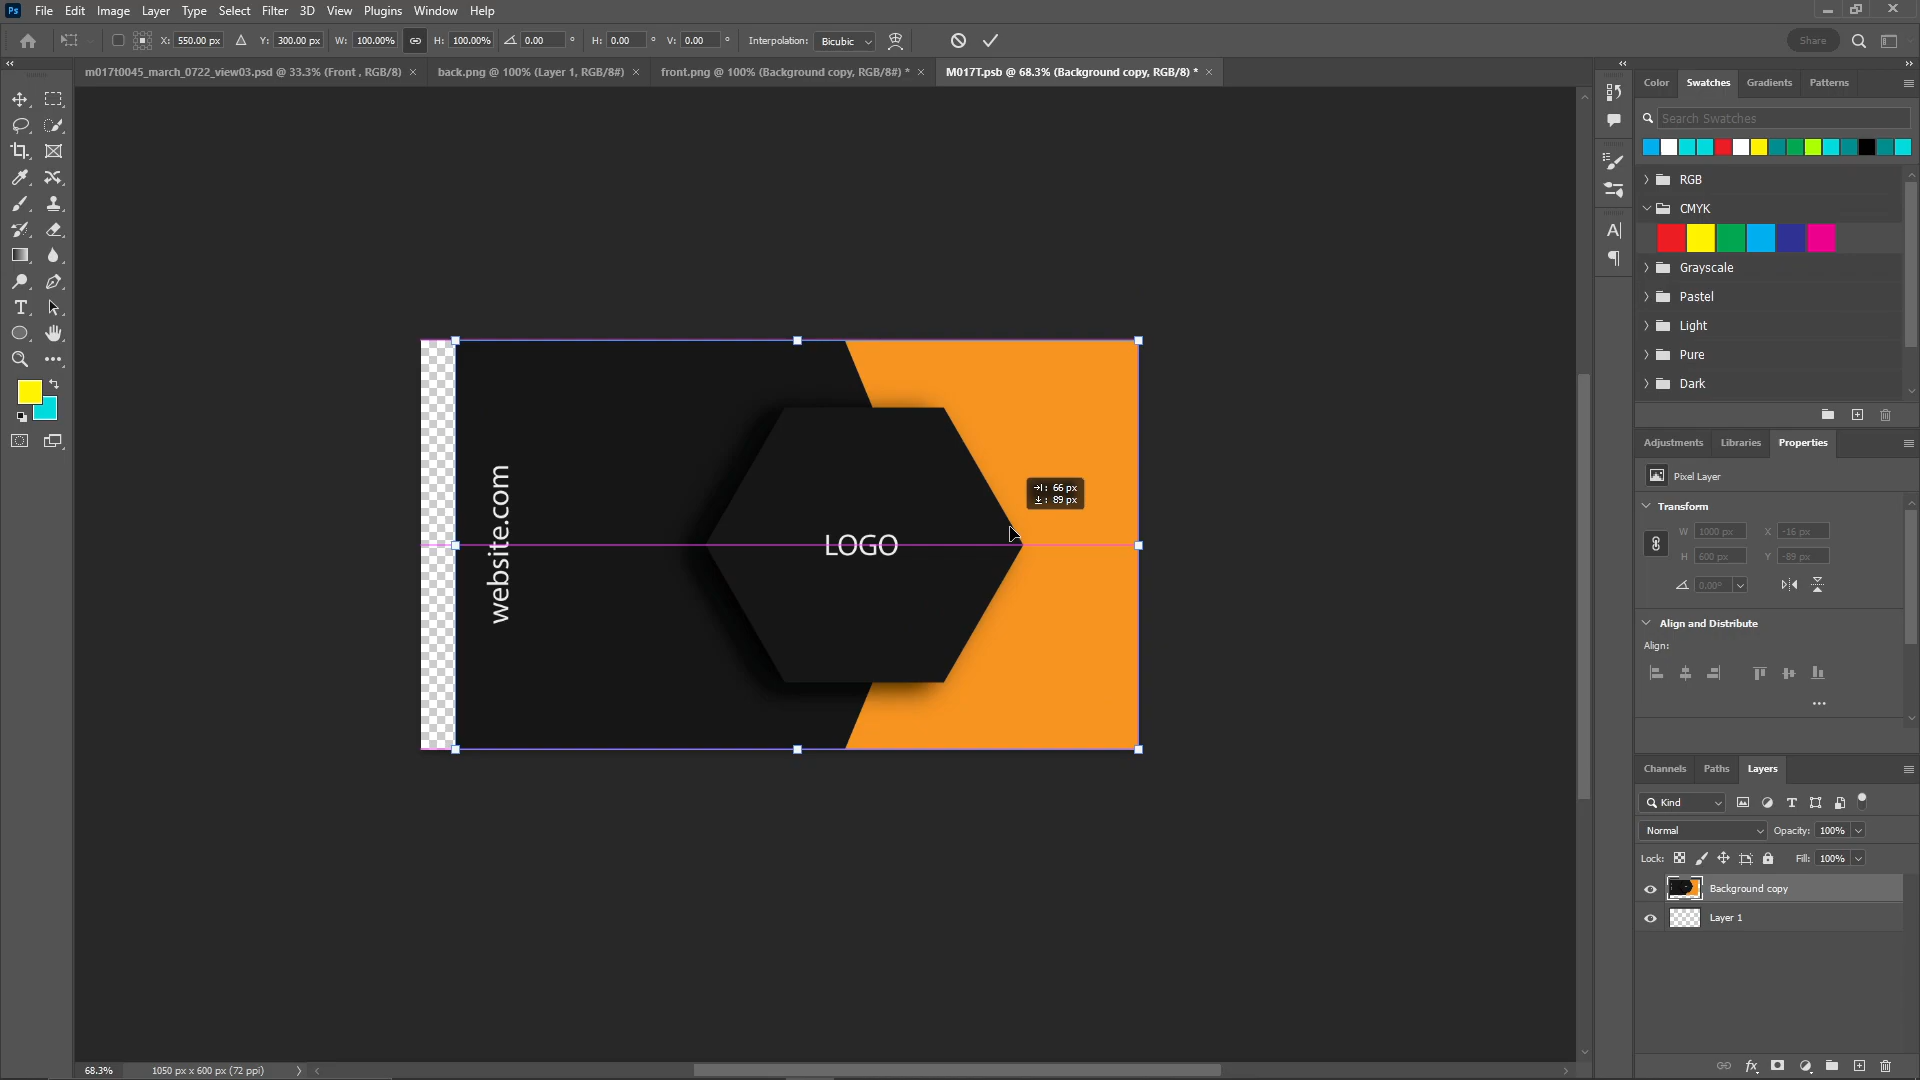 Ps File Edit Image Layer Type Select Filter 3D View Plugins Window Help
X: 550.00 px Y: 300.00 px W: 100.00% H: 100.00% 0.00 ° H: 0.00 ° V: 0.00 ° Interpolation: Bicubic Share
m017t0045_march_0722_view03.psd @ 33.3% (Front , RGB/8) × back.png @ 100% (Layer 1, RGB/8#) × front.png @ 100% (Background copy, RGB/8#) * × M017T.psb @ 68.3% (Background copy, RGB/8) * ×
Color Swatches Gradients Patterns
Search Swatches
RGB
CMYK
Grayscale
Pastel
Light
Pure
Dark
Adjustments Libraries Properties
Pixel Layer
Transform
W 1000 px X -16 px
H 600 px Y -89 px
0.00°
Align and Distribute
Align:
Channels Paths Layers
Kind
Normal Opacity: 100%
Lock: Fill: 100%
Background copy
Layer 1
website.com
LOGO
: 66 px
: 89 px
68.3% 1050 px x 600 px (72 ppi)